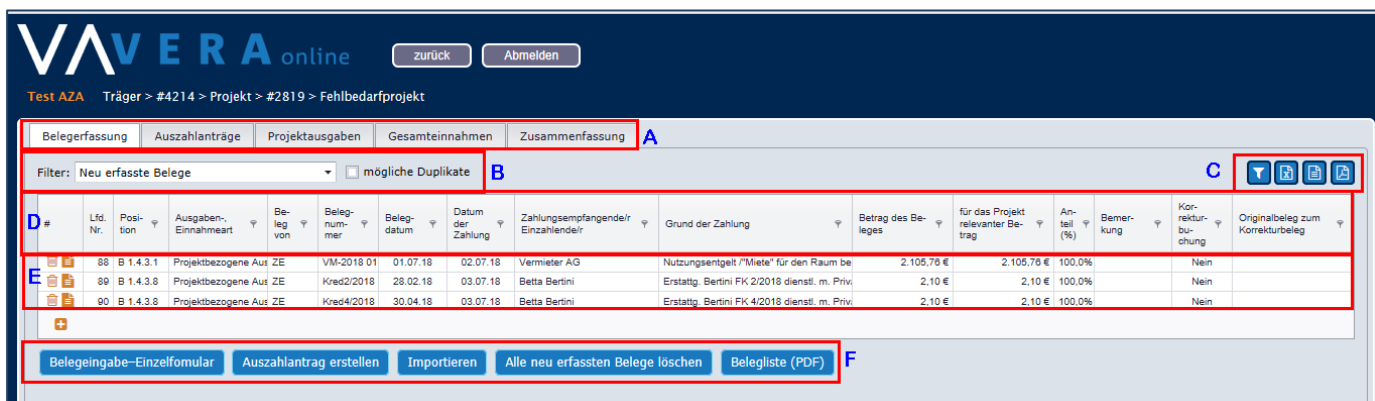 VAVERA online zurück Abmelden
Test AZA Träger > #4214 > Projekt > #2819 > Fehlbedarfprojekt
Belegerfassung Auszahlanträge Projektausgaben Gesamteinnahmen Zusammenfassung A
Filter: Neu erfasste Belege mögliche Duplikate B C
D # Lfd. Nr. Posi- tion Ausgaben-, Einnahmeart Be- leg von Beleg- num- mer Beleg- datum Datum der Zahlung Zahlungsempfangende/r Einzahlende/r Grund der Zahlung Betrag des Be- leges für das Projekt relevanter Be- trag An- teil (%) Bemer- kung Kor- rektur- bu- chung Originalbeleg zum Korrekturbeleg
88 B 1.4.3.1 Projektbezogene Aus ZE VM-2018 01 01.07.18 02.07.18 Vermieter AG Nutzungsentgelt /"Miete" für den Raum be 2.105,76 € 2.105,76 € 100,0% Nein
E 89 B 1.4.3.8 Projektbezogene Aus ZE Kred2/2018 28.02.18 03.07.18 Betta Bertini Erstattg. Bertini FK 2/2018 dienstl. m. Priv 2,10 € 2,10 € 100,0% Nein
90 B 1.4.3.8 Projektbezogene Aus ZE Kred4/2018 30.04.18 03.07.18 Betta Bertini Erstattg. Bertini FK 4/2018 dienstl. m. Priv 2,10 € 2,10 € 100,0% Nein
Belegeingabe-Einzelfomular Auszahlantrag erstellen Importieren Alle neu erfassten Belege löschen Belegliste (PDF) F